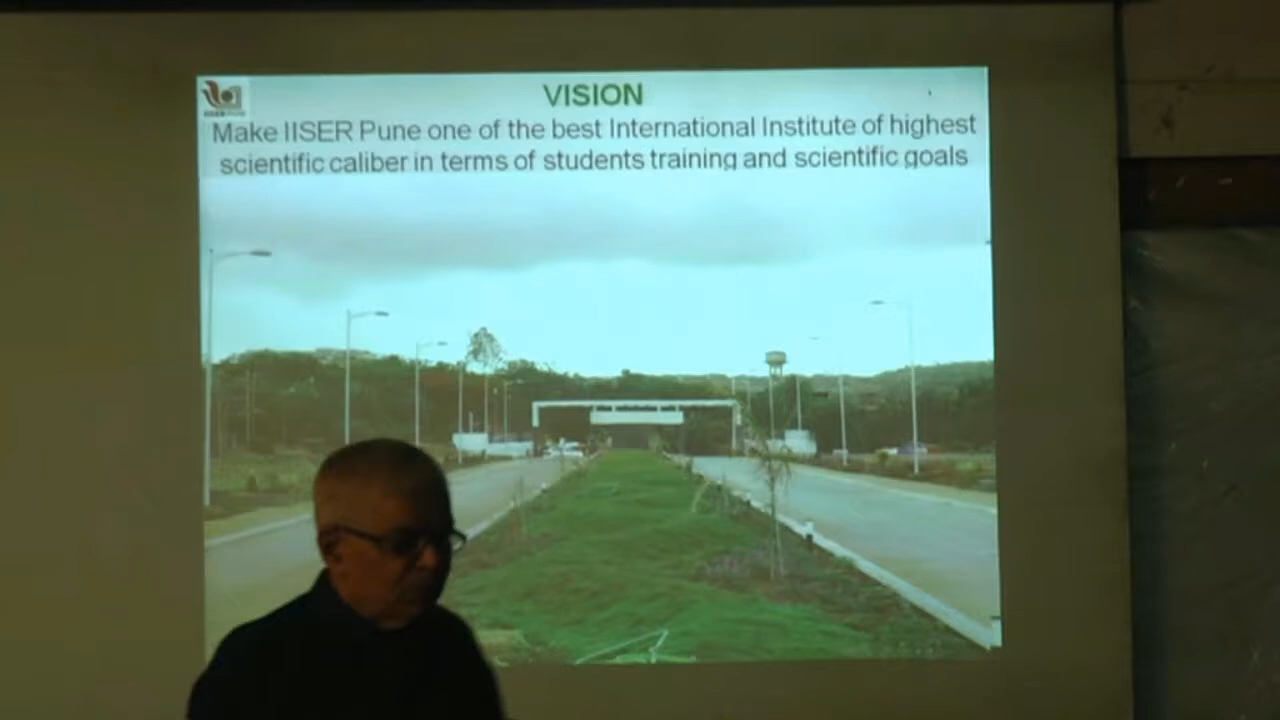 VISION
Make IISER Pune one of the best International Institute of highest
scientific caliber in terms of students training and scientific goals